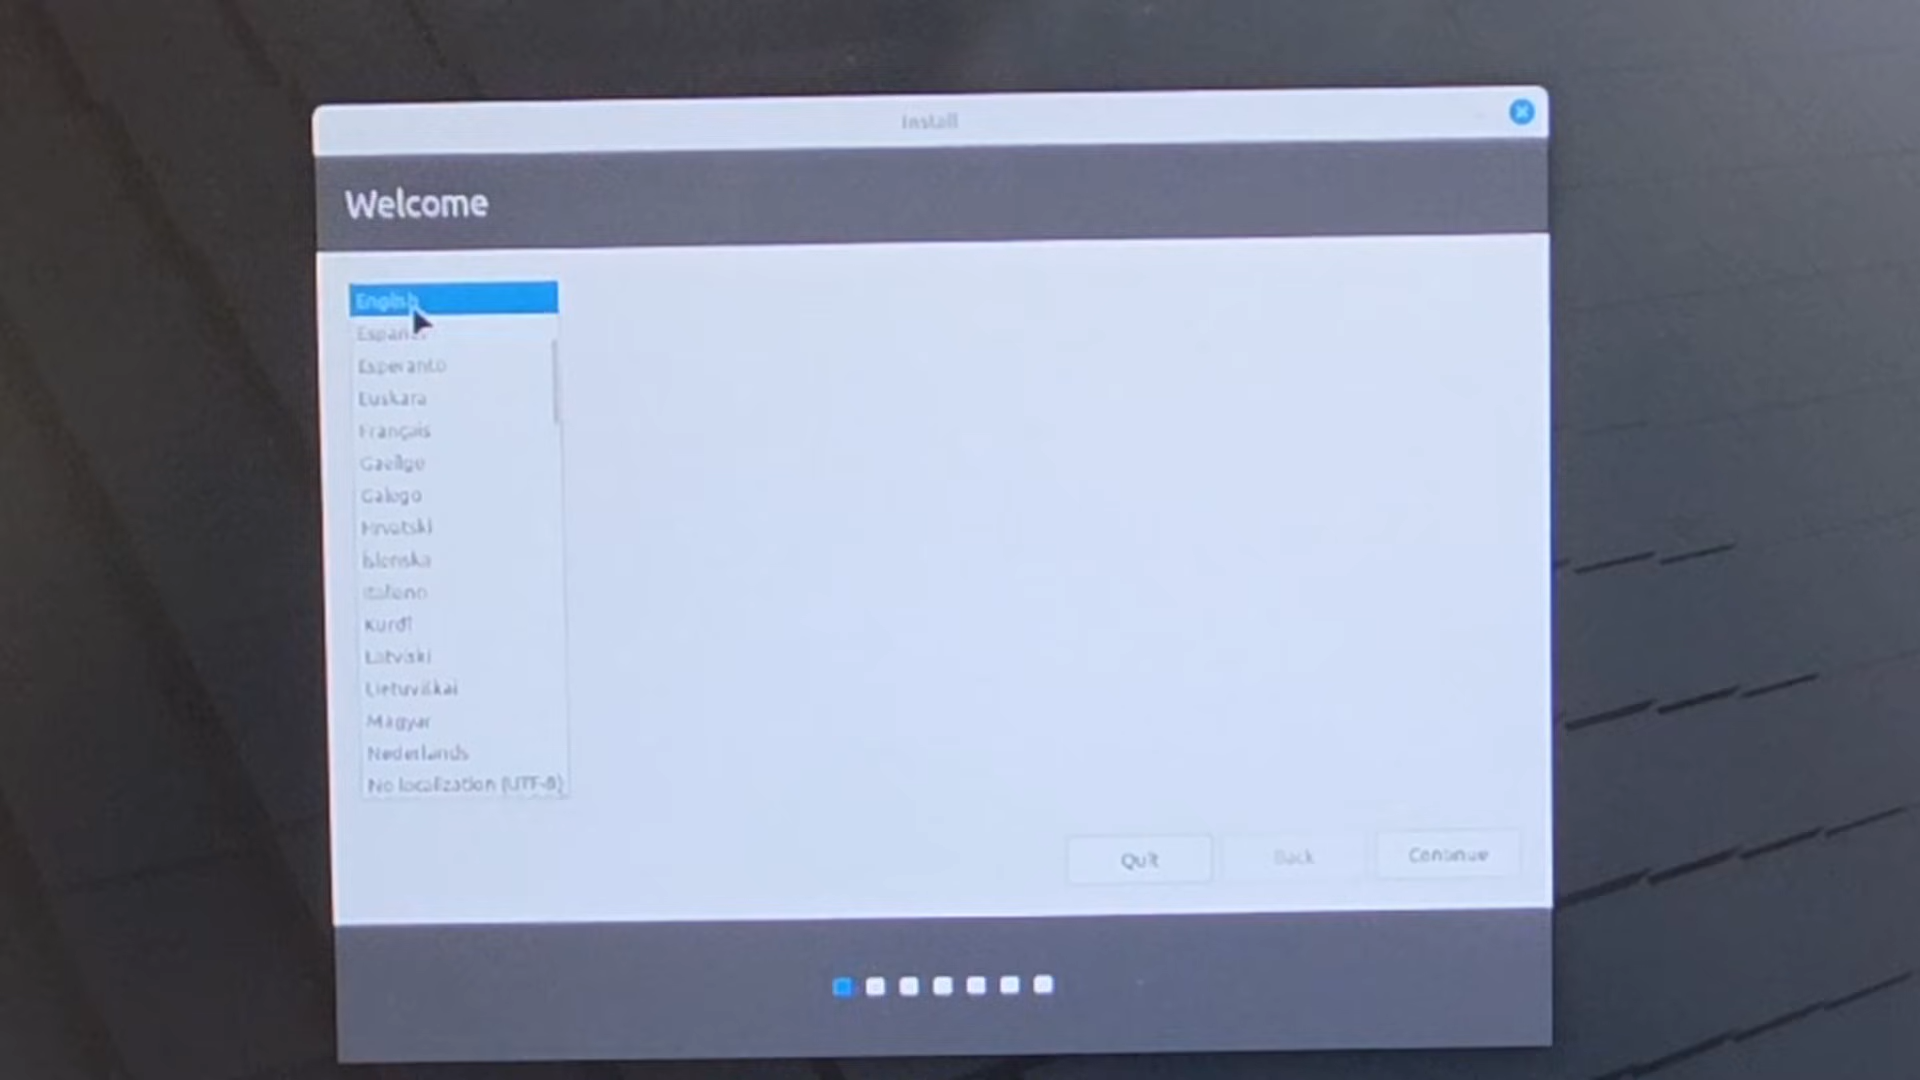 Install
Welcome
English
Español
Esperanto
Euskara
Français
Gaeilge
Galego
Hrvatski
Íslenska
Italiano
Kurdî
Latviski
Lietuviškai
Magyar
Nederlands
No localization (UTF-8)
Quit
Back
Continue